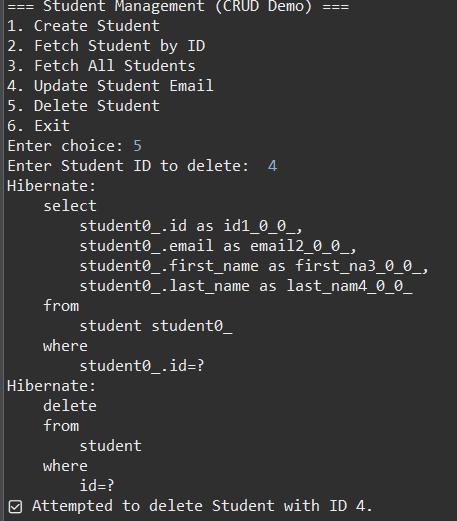 === Student Management (CRUD Demo) ===
1. Create Student
2. Fetch Student by ID
3. Fetch All Students
4. Update Student Email
5. Delete Student
6. Exit
Enter choice: 5
Enter Student ID to delete:  4
Hibernate:
    select
        student0_.id as id1_0_0_,
        student0_.email as email2_0_0_,
        student0_.first_name as first_na3_0_0_,
        student0_.last_name as last_nam4_0_0_
    from
        student student0_
    where
        student0_.id=?
Hibernate:
    delete
    from
        student
    where
        id=?
☑ Attempted to delete Student with ID 4.